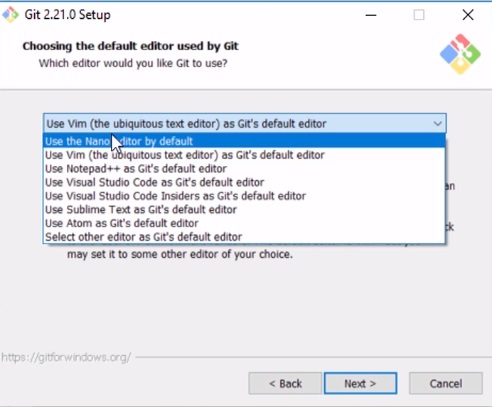 Git 2.21.0 Setup
Choosing the default editor used by Git
Which editor would you like Git to use?
Use Vim (the ubiquitous text editor) as Git's default editor
Use the Nano editor by default
Use Vim (the ubiquitous text editor) as Git's default editor
Use Notepad++ as Git's default editor
Use Visual Studio Code as Git's default editor
Use Visual Studio Code Insiders as Git's default editor
Use Sublime Text as Git's default editor
Use Atom as Git's default editor
Select other editor as Git's default editor
may set it to some other editor of your choice.
https://gitforwindows.org/
< Back
Next >
Cancel